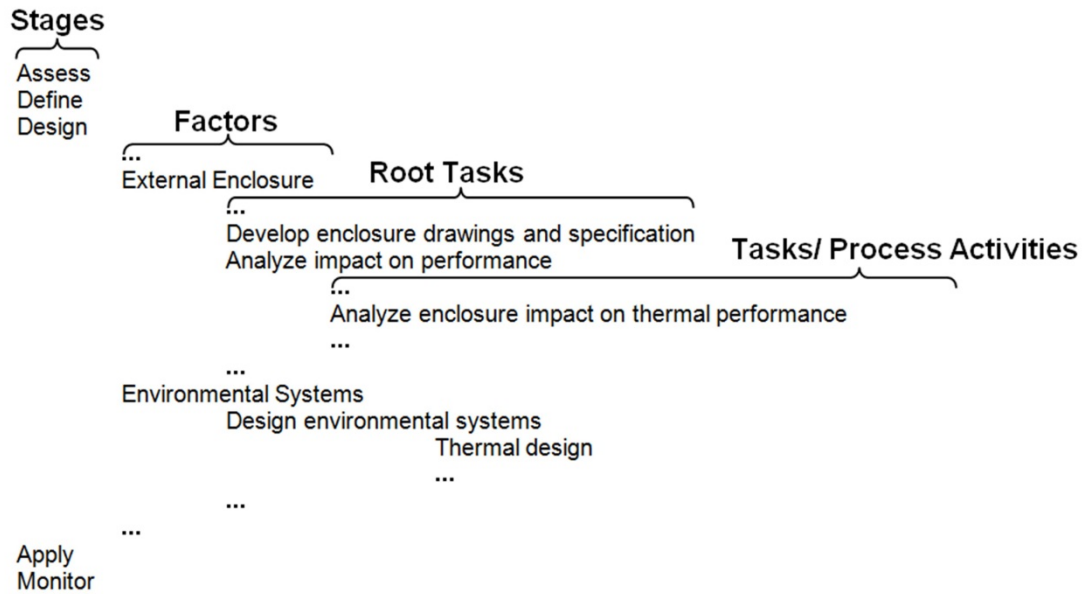 Stages
Assess
Define
Design
Factors
...
External Enclosure
Root Tasks
...
Develop enclosure drawings and specification
Analyze impact on performance
Tasks/ Process Activities
...
Analyze enclosure impact on thermal performance
...
...
Environmental Systems
Design environmental systems
Thermal design
...
...
...
Apply
Monitor